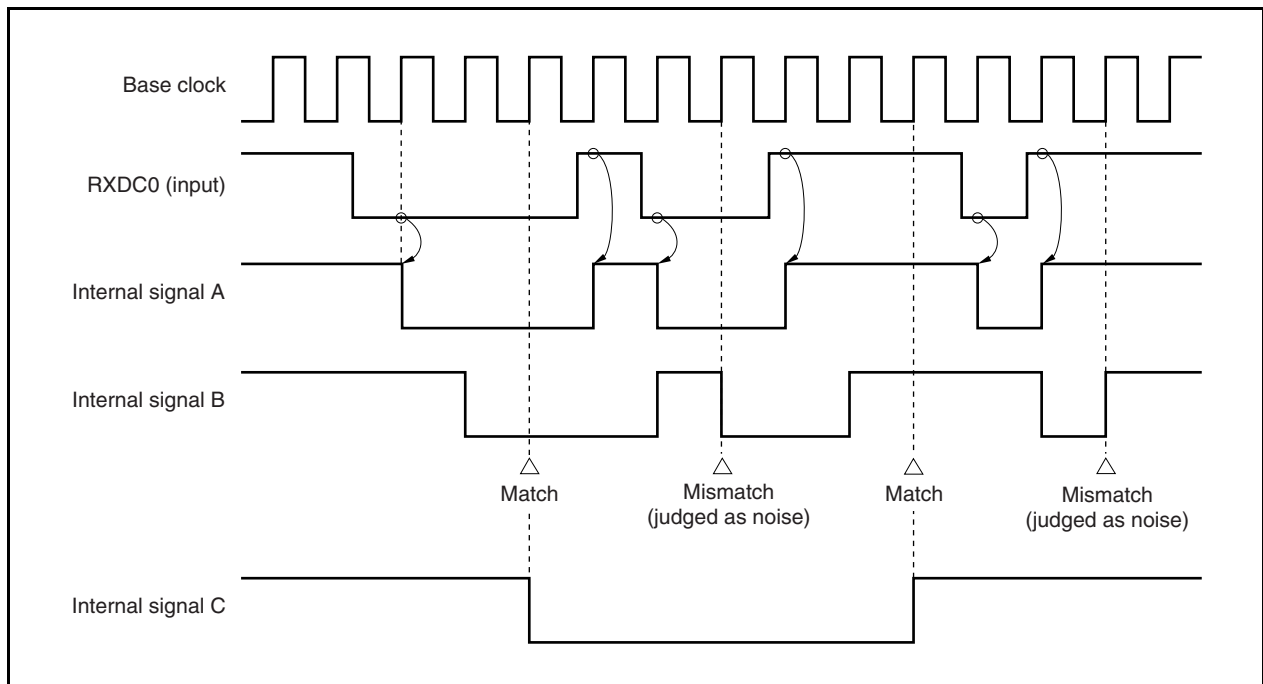 Base clock
RXDC0 (input)
Internal signal A
Internal signal B
Match
Mismatch
(judged as noise)
Match
Mismatch
(judged as noise)
Internal signal C